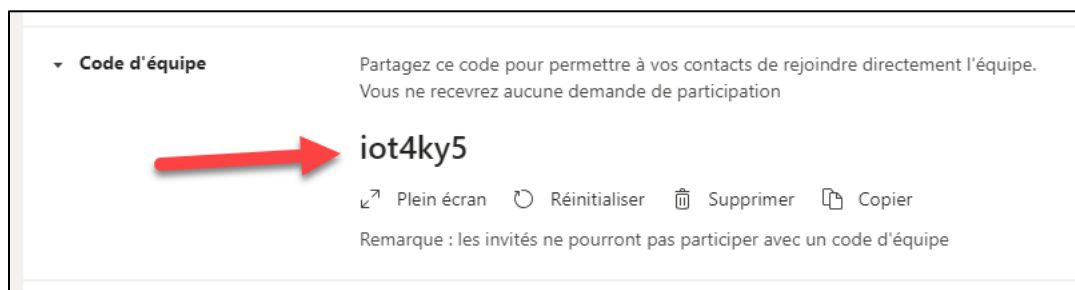 Code d'équipe
Partagez ce code pour permettre à vos contacts de rejoindre directement l'équipe.
Vous ne recevrez aucune demande de participation
iot4ky5
Plein écran Réinitialiser Supprimer Copier
Remarque : les invités ne pourront pas participer avec un code d'équipe